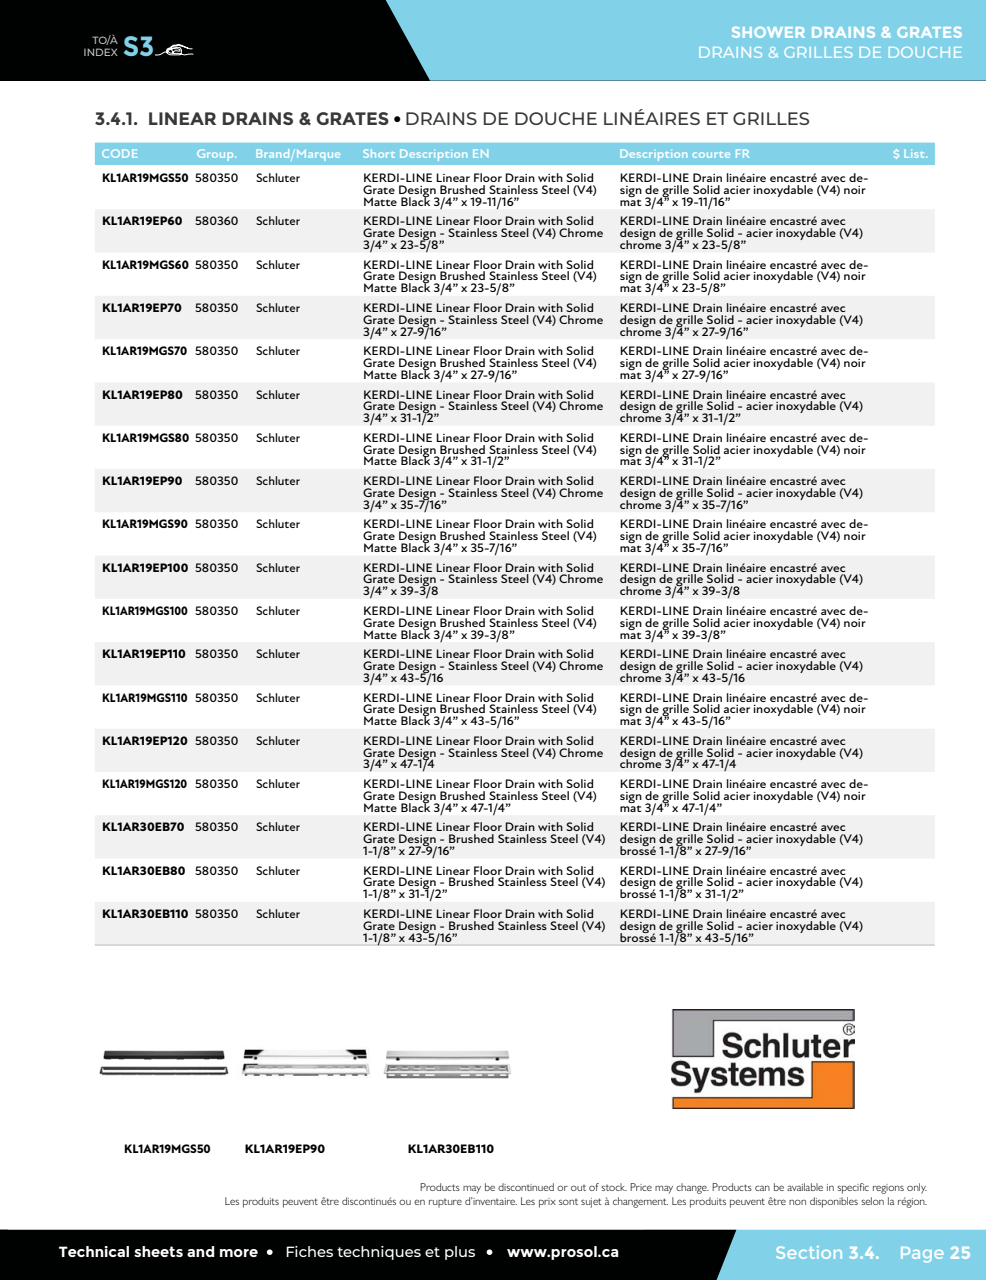 TO/À
INDEX S3
SHOWER DRAINS & GRATES
DRAINS & GRILLES DE DOUCHE
3.4.1. LINEAR DRAINS & GRATES • DRAINS DE DOUCHE LINÉAIRES ET GRILLES
CODE Group. Brand/Marque Short Description EN Description courte FR $ List.
KL1AR19MGS50 580350 Schluter KERDI-LINE Linear Floor Drain with Solid KERDI-LINE Drain linéaire encastré avec de-
Grate Design Brushed Stainless Steel (V4) sign de grille Solid acier inoxydable (V4) noir
Matte Black 3/4” x 19-11/16” mat 3/4” x 19-11/16”
KL1AR19EP60 580360 Schluter KERDI-LINE Linear Floor Drain with Solid KERDI-LINE Drain linéaire encastré avec
Grate Design - Stainless Steel (V4) Chrome design de grille Solid - acier inoxydable (V4)
3/4” x 23-5/8” chrome 3/4” x 23-5/8”
KL1AR19MGS60 580350 Schluter KERDI-LINE Linear Floor Drain with Solid KERDI-LINE Drain linéaire encastré avec de-
Grate Design Brushed Stainless Steel (V4) sign de grille Solid acier inoxydable (V4) noir
Matte Black 3/4” x 23-5/8” mat 3/4” x 23-5/8”
KL1AR19EP70 580350 Schluter KERDI-LINE Linear Floor Drain with Solid KERDI-LINE Drain linéaire encastré avec
Grate Design - Stainless Steel (V4) Chrome design de grille Solid - acier inoxydable (V4)
3/4” x 27-9/16” chrome 3/4” x 27-9/16”
KL1AR19MGS70 580350 Schluter KERDI-LINE Linear Floor Drain with Solid KERDI-LINE Drain linéaire encastré avec de-
Grate Design Brushed Stainless Steel (V4) sign de grille Solid acier inoxydable (V4) noir
Matte Black 3/4” x 27-9/16” mat 3/4” x 27-9/16”
KL1AR19EP80 580350 Schluter KERDI-LINE Linear Floor Drain with Solid KERDI-LINE Drain linéaire encastré avec
Grate Design - Stainless Steel (V4) Chrome design de grille Solid - acier inoxydable (V4)
3/4” x 31-1/2” chrome 3/4” x 31-1/2”
KL1AR19MGS80 580350 Schluter KERDI-LINE Linear Floor Drain with Solid KERDI-LINE Drain linéaire encastré avec de-
Grate Design Brushed Stainless Steel (V4) sign de grille Solid acier inoxydable (V4) noir
Matte Black 3/4” x 31-1/2” mat 3/4” x 31-1/2”
KL1AR19EP90 580350 Schluter KERDI-LINE Linear Floor Drain with Solid KERDI-LINE Drain linéaire encastré avec
Grate Design - Stainless Steel (V4) Chrome design de grille Solid - acier inoxydable (V4)
3/4” x 35-7/16” chrome 3/4” x 35-7/16”
KL1AR19MGS90 580350 Schluter KERDI-LINE Linear Floor Drain with Solid KERDI-LINE Drain linéaire encastré avec de-
Grate Design Brushed Stainless Steel (V4) sign de grille Solid acier inoxydable (V4) noir
Matte Black 3/4” x 35-7/16” mat 3/4” x 35-7/16”
KL1AR19EP100 580350 Schluter KERDI-LINE Linear Floor Drain with Solid KERDI-LINE Drain linéaire encastré avec
Grate Design - Stainless Steel (V4) Chrome design de grille Solid - acier inoxydable (V4)
3/4” x 39-3/8 chrome 3/4” x 39-3/8
KL1AR19MGS100 580350 Schluter KERDI-LINE Linear Floor Drain with Solid KERDI-LINE Drain linéaire encastré avec de-
Grate Design Brushed Stainless Steel (V4) sign de grille Solid acier inoxydable (V4) noir
Matte Black 3/4” x 39-3/8” mat 3/4” x 39-3/8”
KL1AR19EP110 580350 Schluter KERDI-LINE Linear Floor Drain with Solid KERDI-LINE Drain linéaire encastré avec
Grate Design - Stainless Steel (V4) Chrome design de grille Solid - acier inoxydable (V4)
3/4” x 43-5/16 chrome 3/4” x 43-5/16
KL1AR19MGS110 580350 Schluter KERDI-LINE Linear Floor Drain with Solid KERDI-LINE Drain linéaire encastré avec de-
Grate Design Brushed Stainless Steel (V4) sign de grille Solid acier inoxydable (V4) noir
Matte Black 3/4” x 43-5/16” mat 3/4” x 43-5/16”
KL1AR19EP120 580350 Schluter KERDI-LINE Linear Floor Drain with Solid KERDI-LINE Drain linéaire encastré avec
Grate Design - Stainless Steel (V4) Chrome design de grille Solid - acier inoxydable (V4)
3/4” x 47-1/4 chrome 3/4” x 47-1/4
KL1AR19MGS120 580350 Schluter KERDI-LINE Linear Floor Drain with Solid KERDI-LINE Drain linéaire encastré avec de-
Grate Design Brushed Stainless Steel (V4) sign de grille Solid acier inoxydable (V4) noir
Matte Black 3/4” x 47-1/4” mat 3/4” x 47-1/4”
KL1AR30EB70 580350 Schluter KERDI-LINE Linear Floor Drain with Solid KERDI-LINE Drain linéaire encastré avec
Grate Design - Brushed Stainless Steel (V4) design de grille Solid - acier inoxydable (V4)
1-1/8” x 27-9/16” brossé 1-1/8” x 27-9/16”
KL1AR30EB80 580350 Schluter KERDI-LINE Linear Floor Drain with Solid KERDI-LINE Drain linéaire encastré avec
Grate Design - Brushed Stainless Steel (V4) design de grille Solid - acier inoxydable (V4)
1-1/8” x 31-1/2” brossé 1-1/8” x 31-1/2”
KL1AR30EB110 580350 Schluter KERDI-LINE Linear Floor Drain with Solid KERDI-LINE Drain linéaire encastré avec
Grate Design - Brushed Stainless Steel (V4) design de grille Solid - acier inoxydable (V4)
1-1/8” x 43-5/16” brossé 1-1/8” x 43-5/16”
Schluter®
Systems
KL1AR19MGS50 KL1AR19EP90 KL1AR30EB110
Products may be discontinued or out of stock. Price may change. Products can be available in specific regions only.
Les produits peuvent être discontinués ou en rupture d’inventaire. Les prix sont sujet à changement. Les produits peuvent être non disponibles selon la région.
Technical sheets and more • Fiches techniques et plus • www.prosol.ca
Section 3.4. Page 25